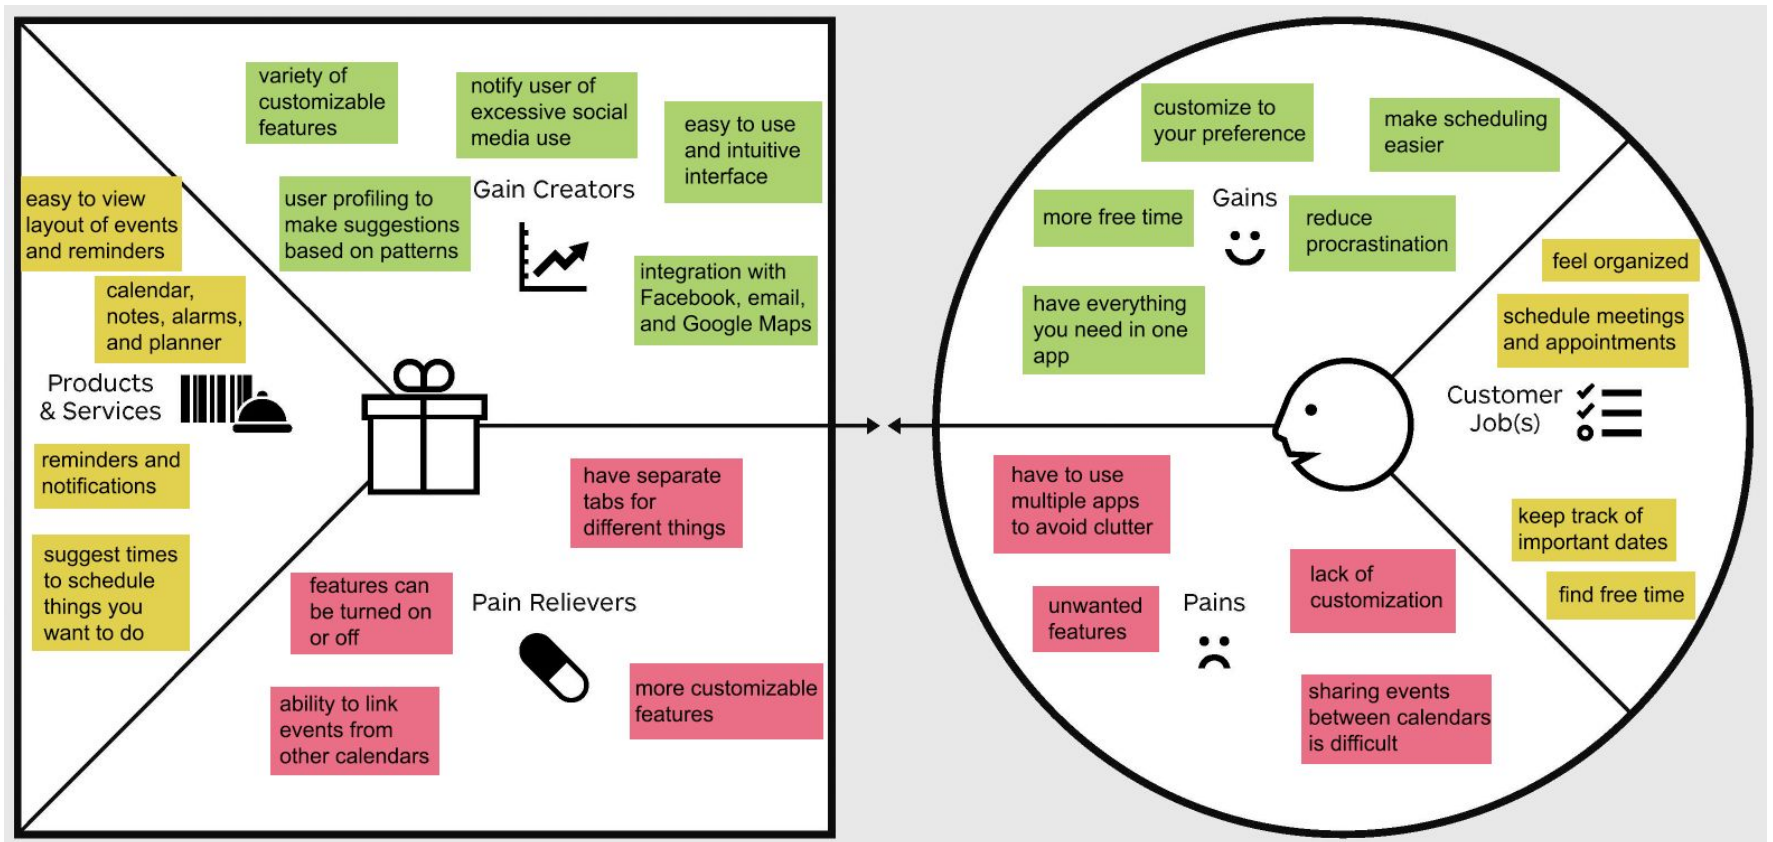 variety of
customizable
features
notify user of
excessive social
media use
easy to use
and intuitive
interface
user profiling to
make suggestions
based on patterns
Gain Creators
integration with
Facebook, email,
and Google Maps
easy to view
layout of events
and reminders
calendar,
notes, alarms,
and planner
Products
& Services
reminders and
notifications
suggest times
to schedule
things you
want to do
have separate
tabs for
different things
features can
be turned on
or off
Pain Relievers
ability to link
events from
other calendars
more customizable
features
customize to
your preference
make scheduling
easier
more free time
Gains
reduce
procrastination
have everything
you need in one
app
feel organized
schedule meetings
and appointments
Customer
Job(s)
keep track of
important dates
find free time
have to use
multiple apps
to avoid clutter
unwanted
features
Pains
lack of
customization
sharing events
between calendars
is difficult